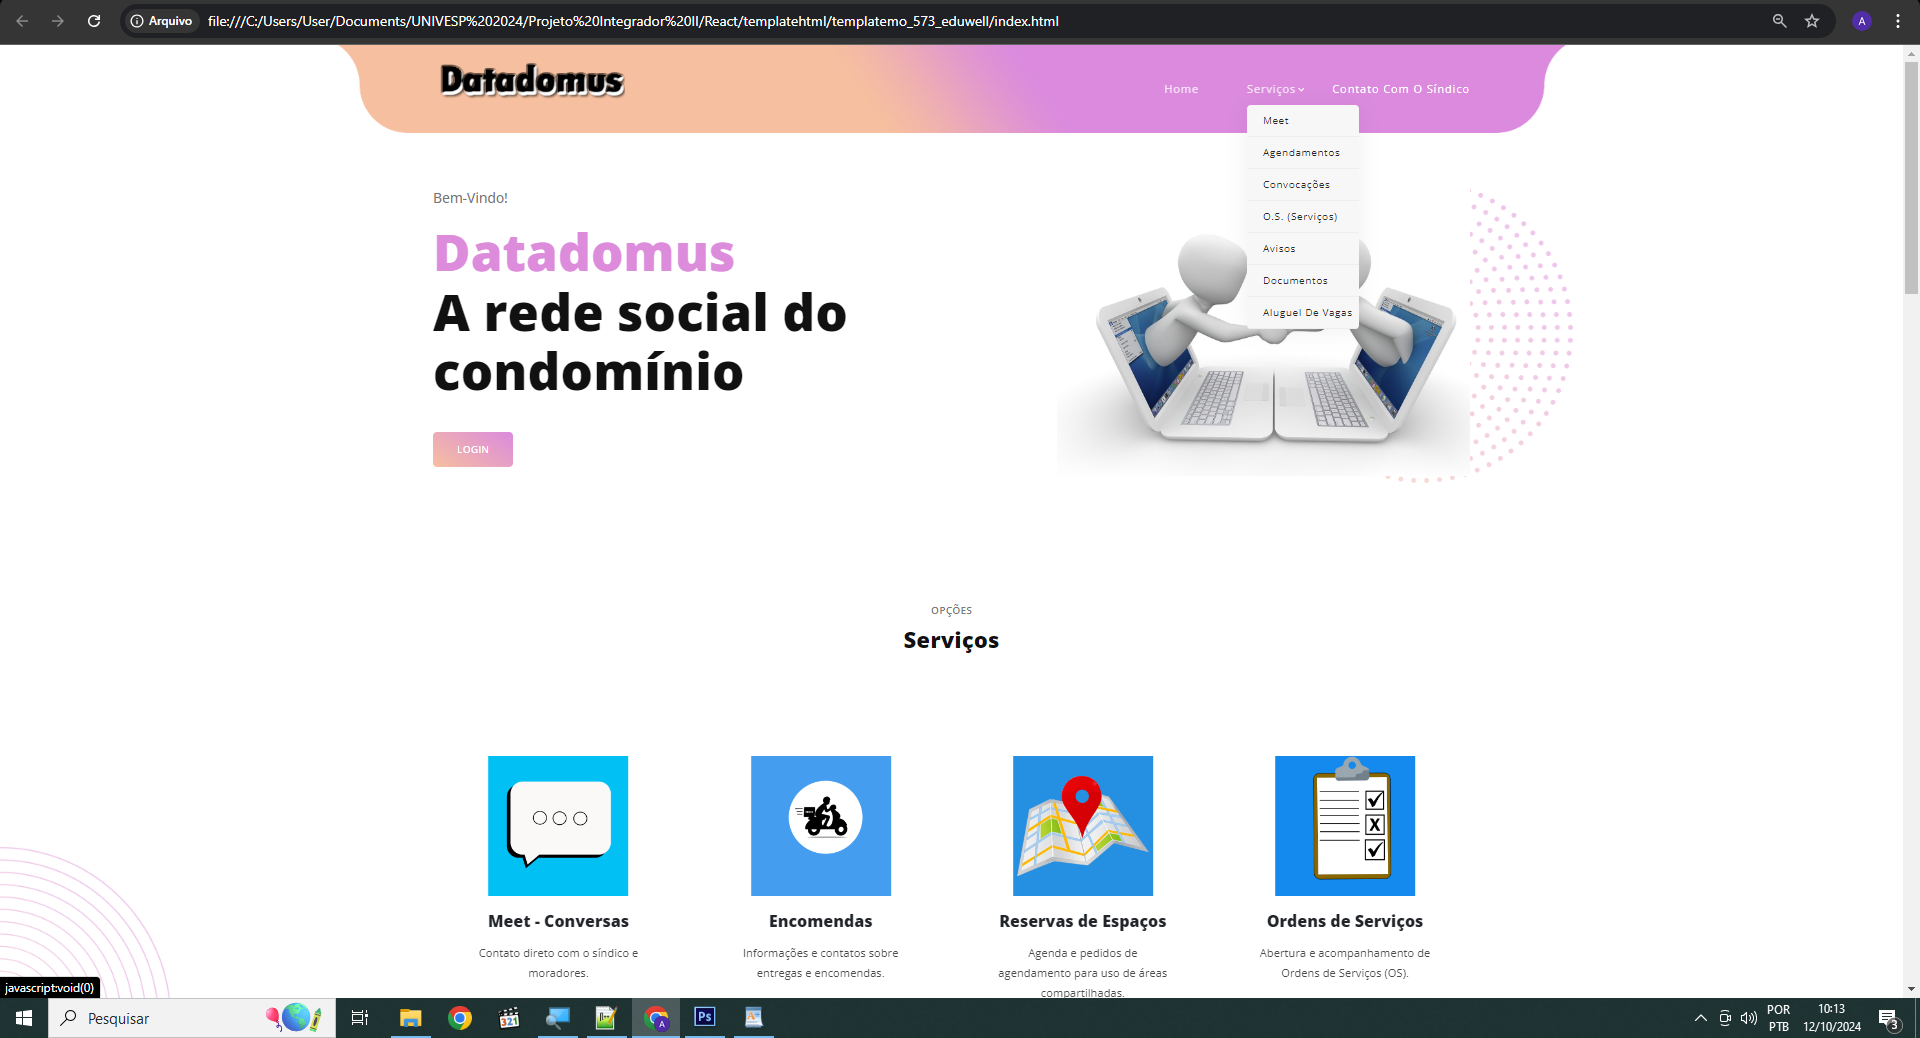 Arquivo
file:///C:/Users/User/Documents/UNIVESP%202024/Projeto%20Integrador%20II/React/templatehtml/templatemo_573_eduwell/index.html
A
Datadomus
Home
Serviços
Contato Com O Síndico
Meet
Agendamentos
Convocações
O.S. (Serviços)
Avisos
Documentos
Aluguel De Vagas
Bem-Vindo!
Datadomus
A rede social do
condomínio
LOGIN
OPÇÕES
Serviços
X
Meet - Conversas
Encomendas
Reservas de Espaços
Ordens de Serviços
Contato direto com o síndico e
moradores.
Informações e contatos sobre
entregas e encomendas.
Agenda e pedidos de
agendamento para uso de áreas
compartilhadas.
Abertura e acompanhamento de
Ordens de Serviços (OS).
javascript:void(0)
Pesquisar
321
A
Ps
POR
PTB
10:13
12/10/2024
3